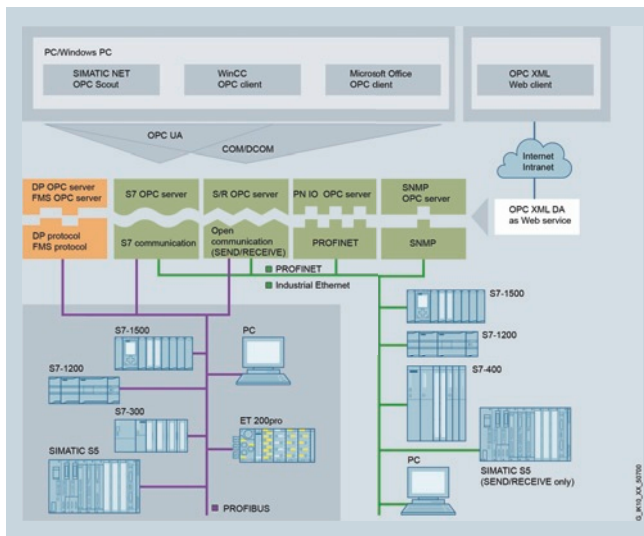 PC/Windows PC
SIMATIC NET
OPC Scout
WinCC
OPC client
Microsoft Office
OPC client
OPC XML
Web client
OPC UA
COM/DCOM
Internet
Intranet
DP OPC server
FMS OPC server
S7 OPC server
S/R OPC server
PN IO OPC server
SNMP
OPC server
OPC XML DA
as Web service
DP protocol
FMS protocol
S7 communication
Open
communication
(SEND/RECEIVE)
PROFINET
SNMP
PROFINET
Industrial Ethernet
S7-1500
S7-1200
S7-400
S7-1500
PC
S7-1200
S7-300
ET 200pro
SIMATIC S5
PC
SIMATIC S5
(SEND/RECEIVE only)
PROFIBUS
G_IK10_XX_50700